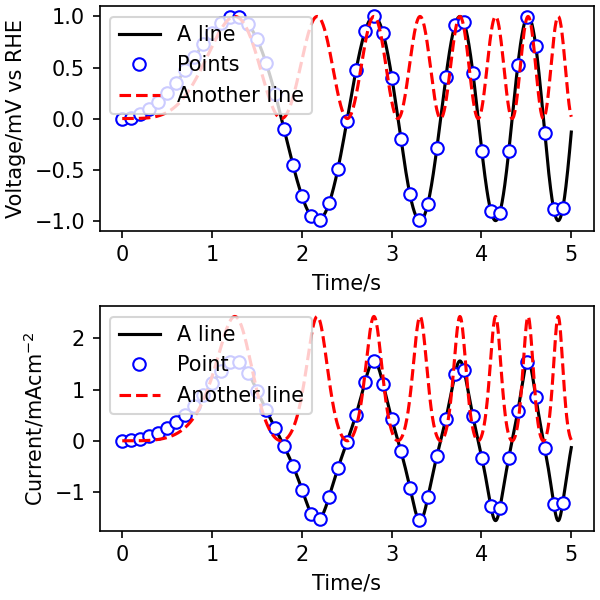 1.0
0.5
0.0
−0.5
−1.0
Voltage/mV vs RHE
A line
Points
Another line
0 1 2 3 4 5
Time/s
2
1
0
−1
Current/mAcm⁻²
A line
Point
Another line
0 1 2 3 4 5
Time/s